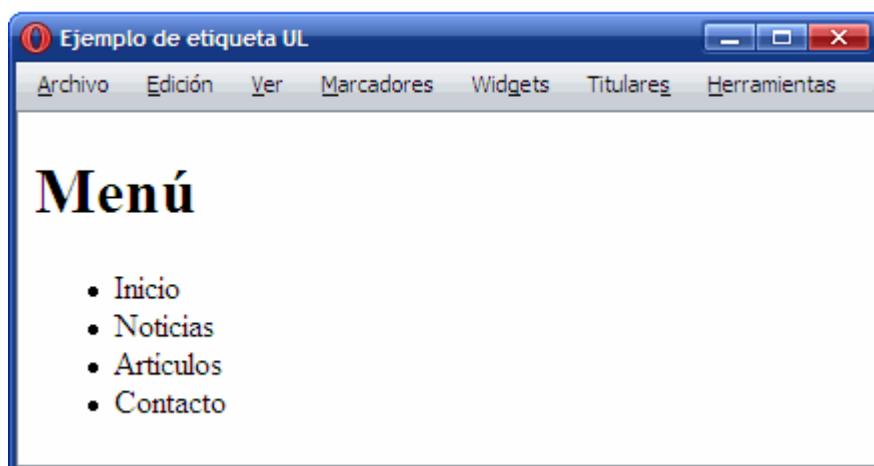 Ejemplo de etiqueta UL
Archivo Edición Ver Marcadores Widgets Titulares Herramientas
Menú
Inicio
Noticias
Artículos
Contacto